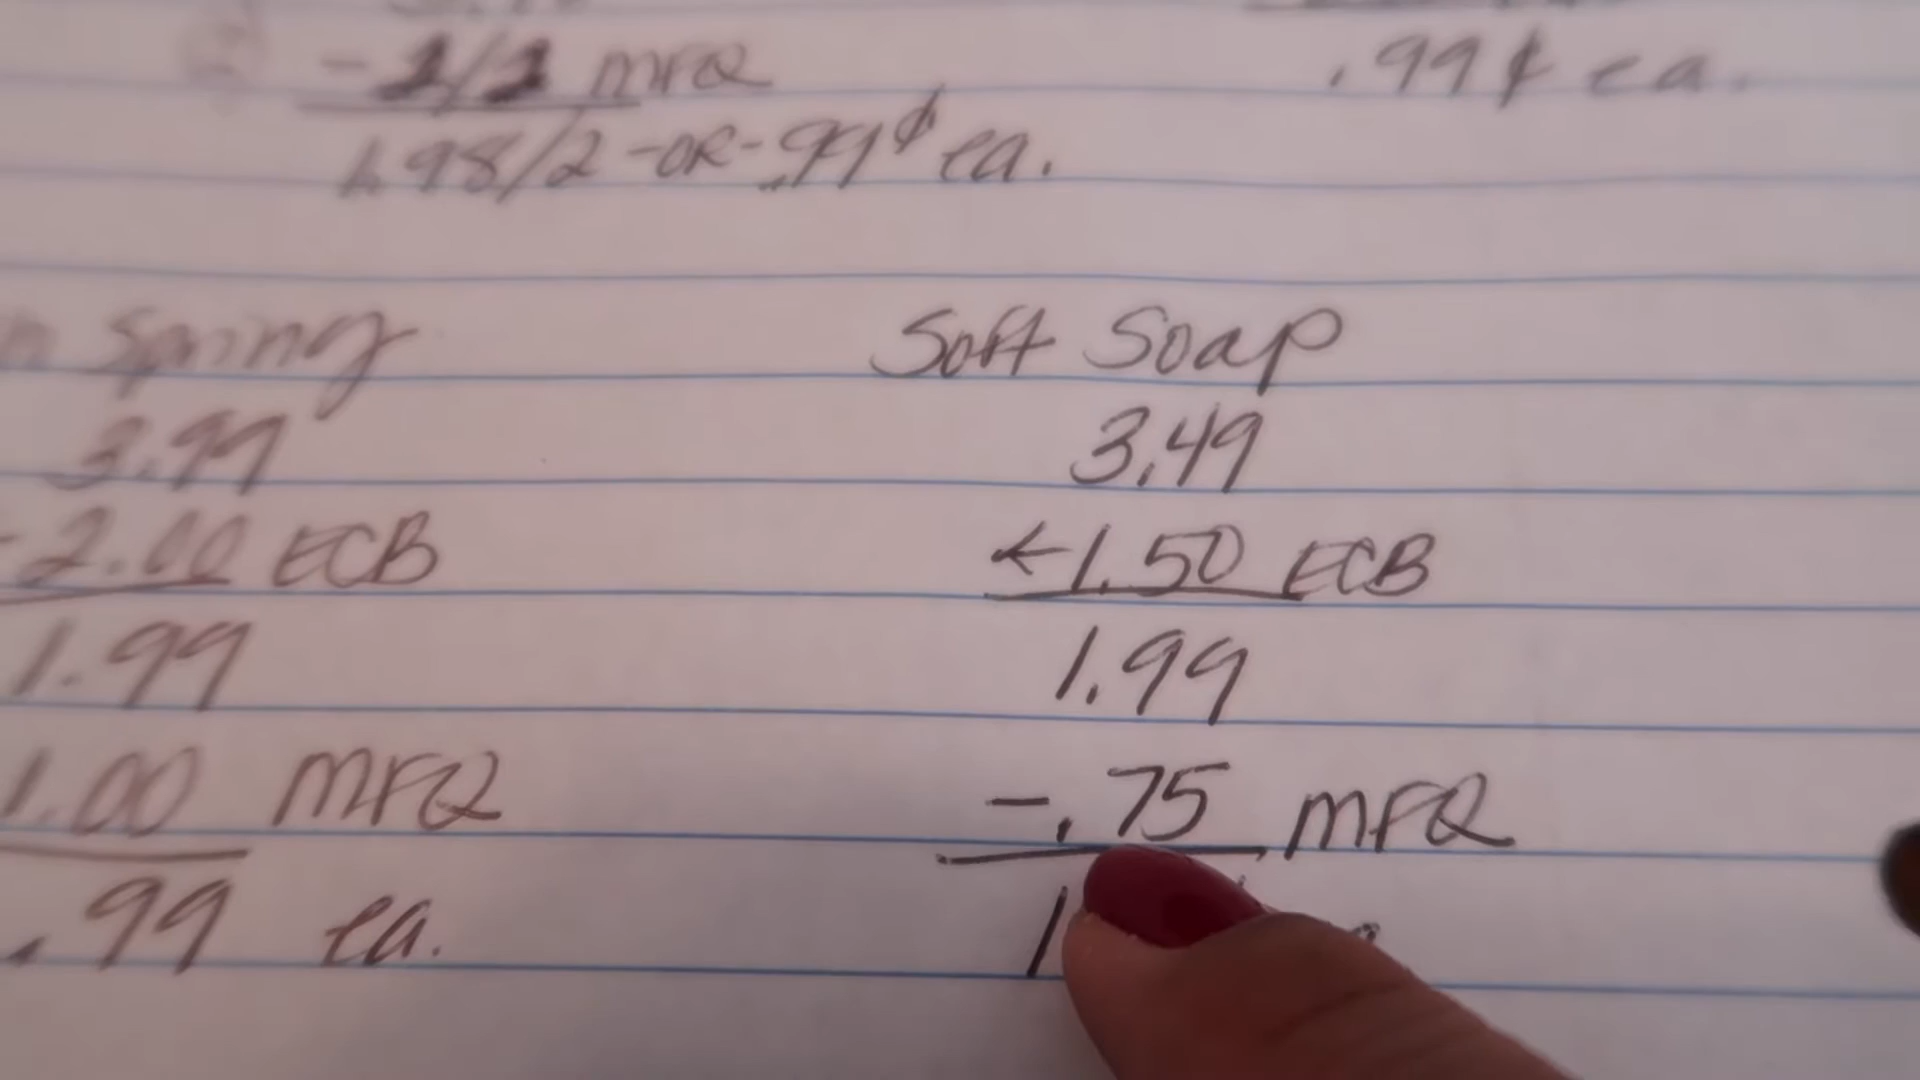 - 2/2 MFQ
.99¢ ea.
1.98/2 -OR- .99¢ ea.
Spring
3.99
-2.00 ECB
1.99
1.00 MFQ
.99 ea.
Soft Soap
3.49
-1.50 ECB
1.99
-.75 MFQ
1